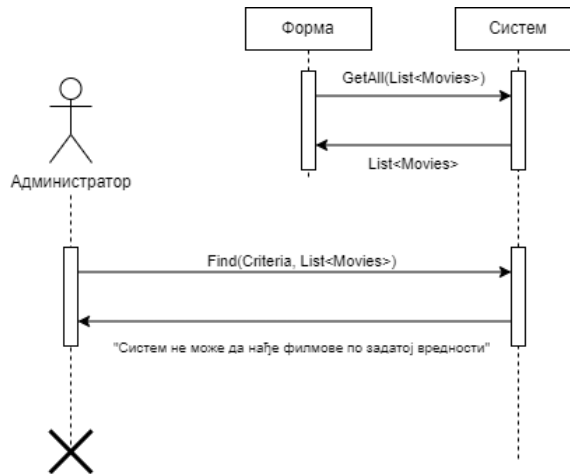 Форма
Систем
GetAll(List<Movies>)
List<Movies>
Администратор
Find(Criteria, List<Movies>)
"Систем не може да нађе филмове по задатој вредности"